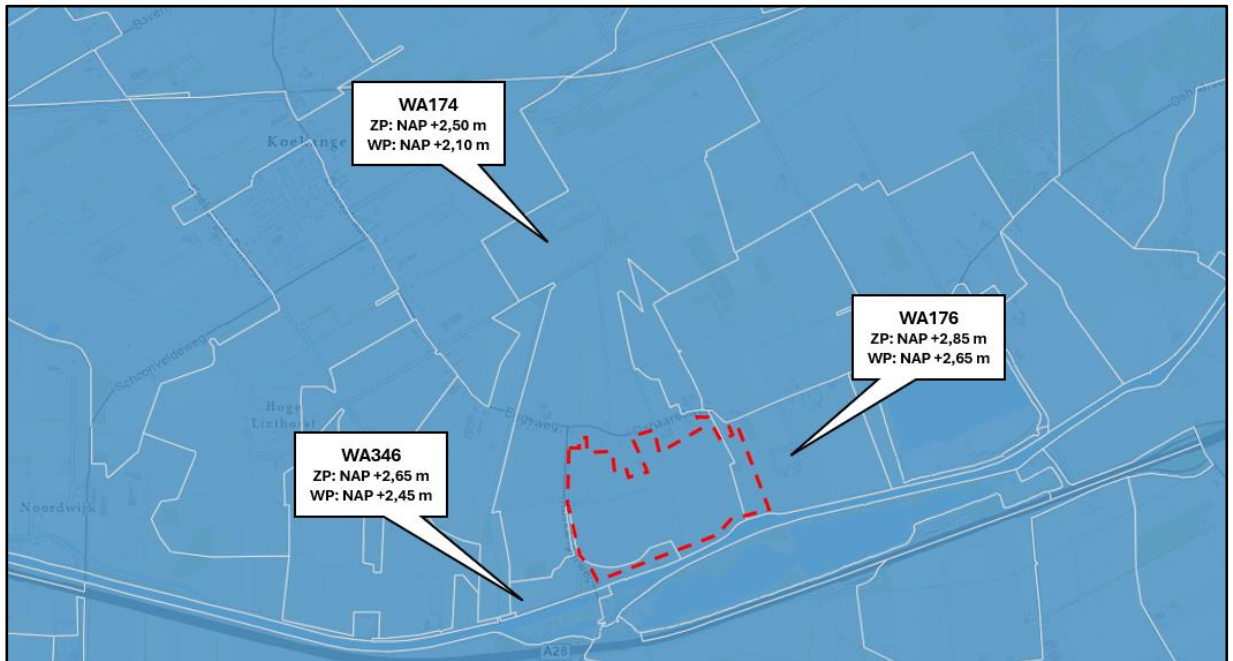 WA174
ZP: NAP +2,50 m
WP: NAP +2,10 m
Koekange
WA176
ZP: NAP +2,85 m
WP: NAP +2,65 m
Schoonveldeweg
Hoge
Linthorst
WA346
ZP: NAP +2,65 m
WP: NAP +2,45 m
Noordwijk
A28